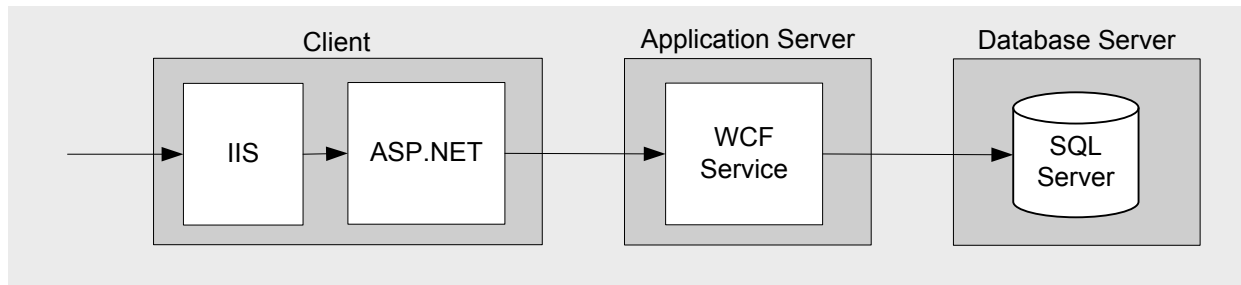 Client
Application Server
Database Server
IIS
ASP.NET
WCF
Service
SQL
Server